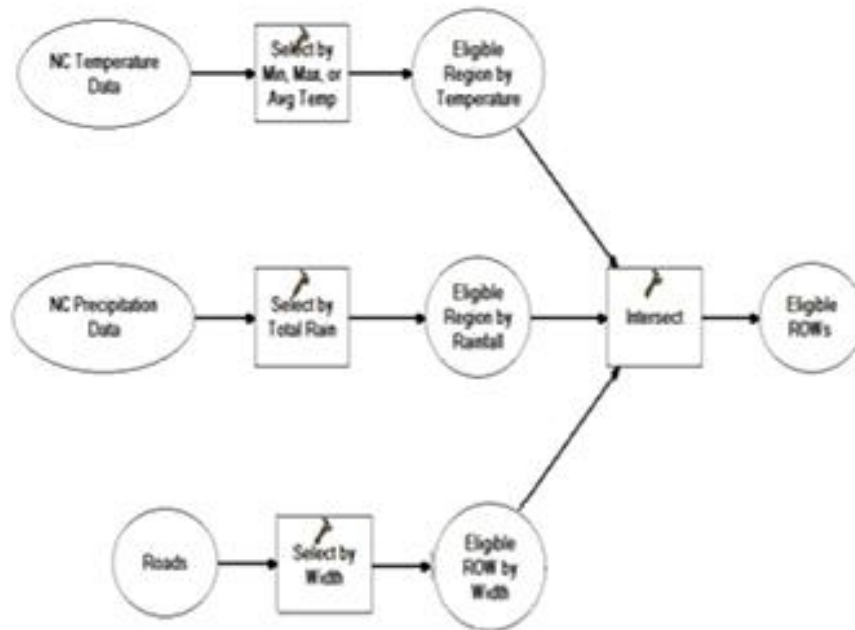 NC Temperature
Data
Select by
Min, Max, or
Avg Temp
Eligible
Region by
Temperature
NC Precipitation
Data
Select by
Total Rain
Eligible
Region by
Rainfall
Intersect
Eligible
ROWs
Roads
Select by
Width
Eligible
ROW by
Width